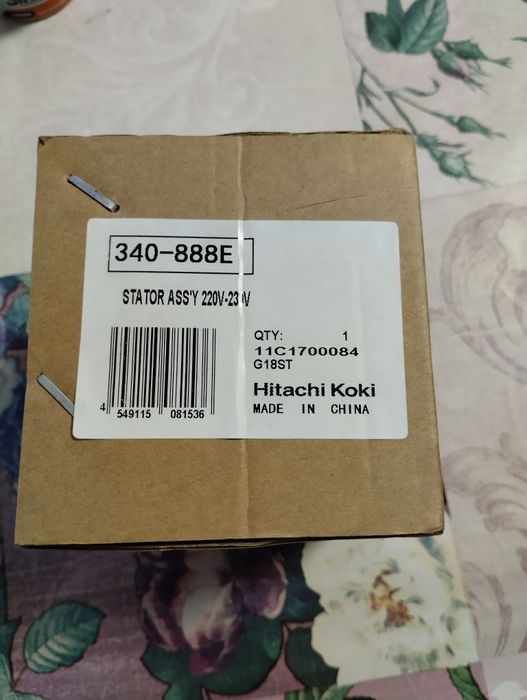 340-888E
STATOR ASS'Y 220V-230V
QTY: 1
11C1700084
G18ST
Hitachi Koki
MADE IN CHINA
4 549115 081536